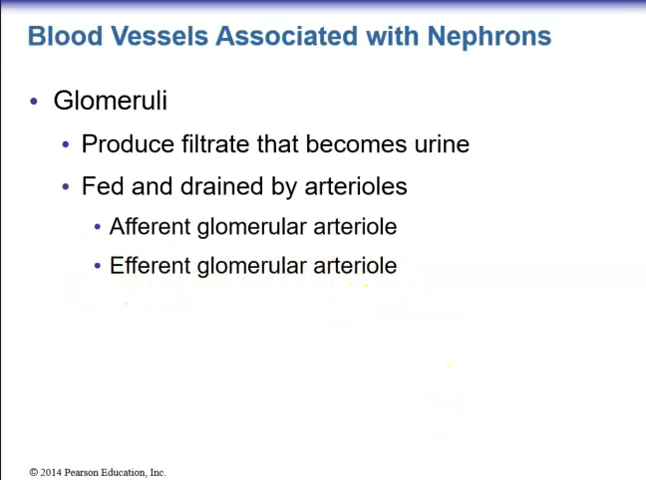 Blood Vessels Associated with Nephrons
• Glomeruli
• Produce filtrate that becomes urine
• Fed and drained by arterioles
• Afferent glomerular arteriole
• Efferent glomerular arteriole
© 2014 Pearson Education, Inc.